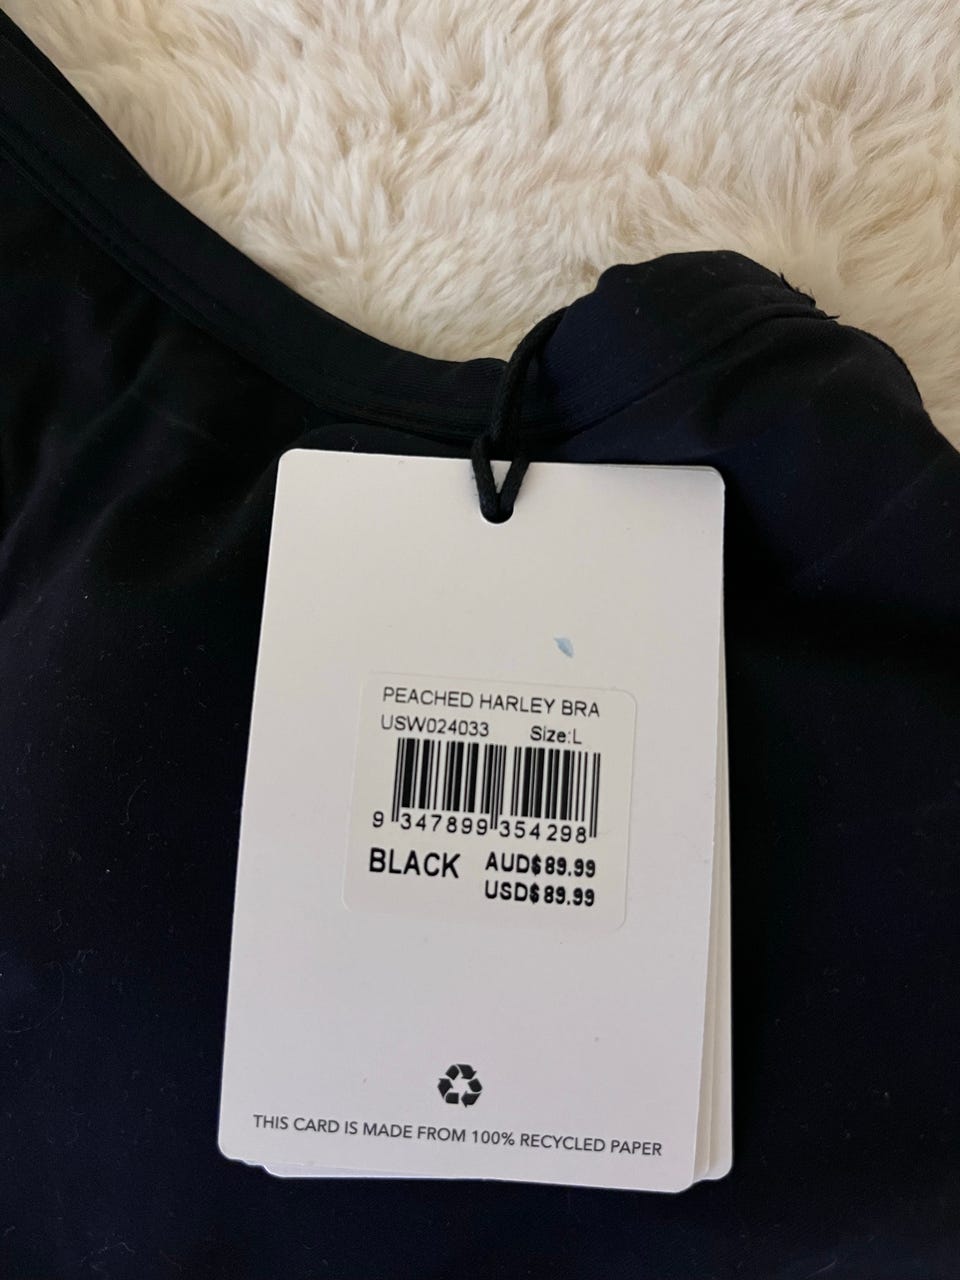 PEACHED HARLEY BRA
USW024033 Size:L
9 347899 354298
BLACK AUD$89.99
USD$89.99
THIS CARD IS MADE FROM 100% RECYCLED PAPER